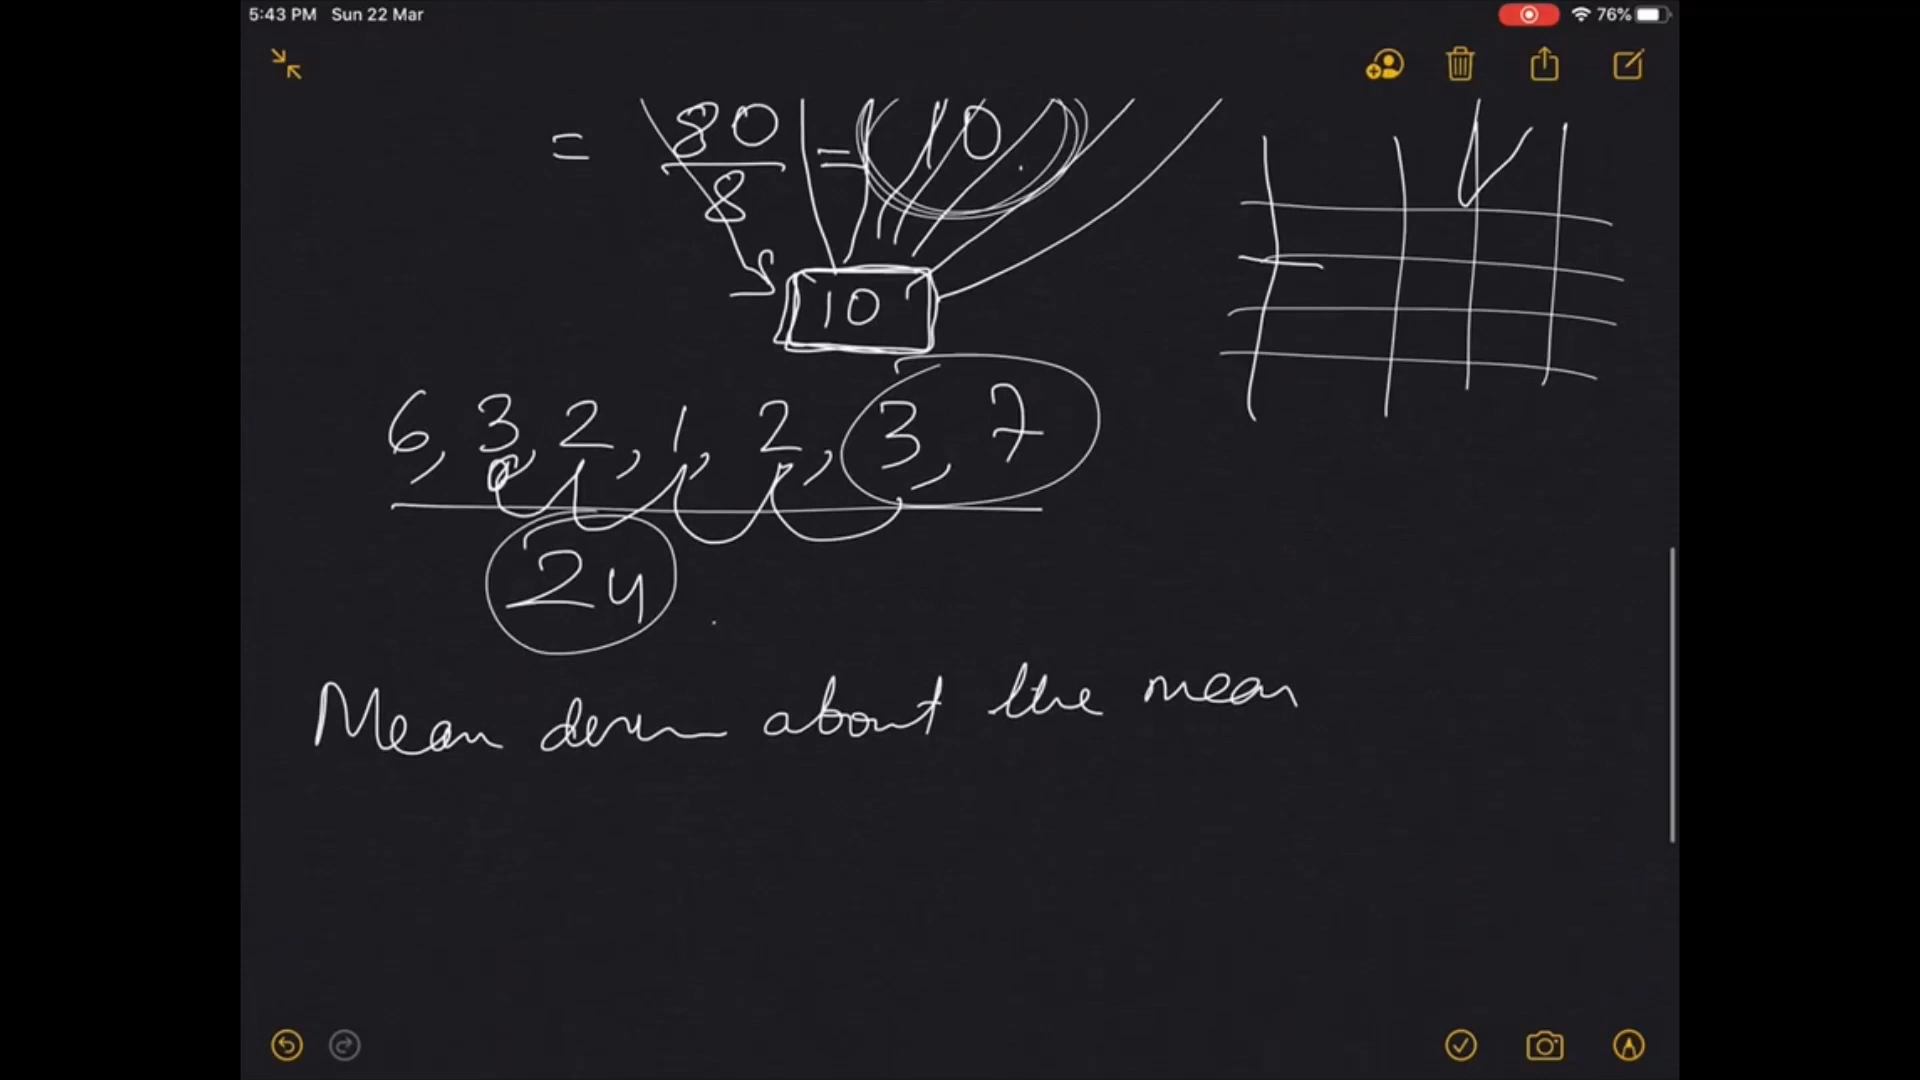 5:43 PM Sun 22 Mar 76%
= 80/8 = 10
10
6, 3, 2, 1, 2, 3, 7
24
Mean about the mean